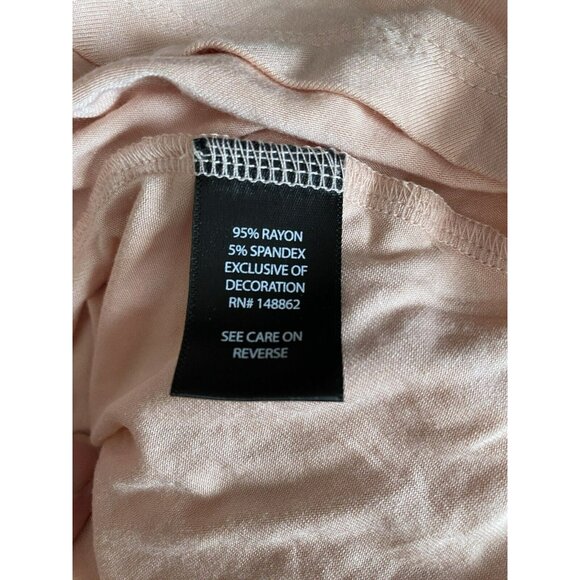 95% RAYON
5% SPANDEX
EXCLUSIVE OF
DECORATION
RN# 148862
SEE CARE ON
REVERSE